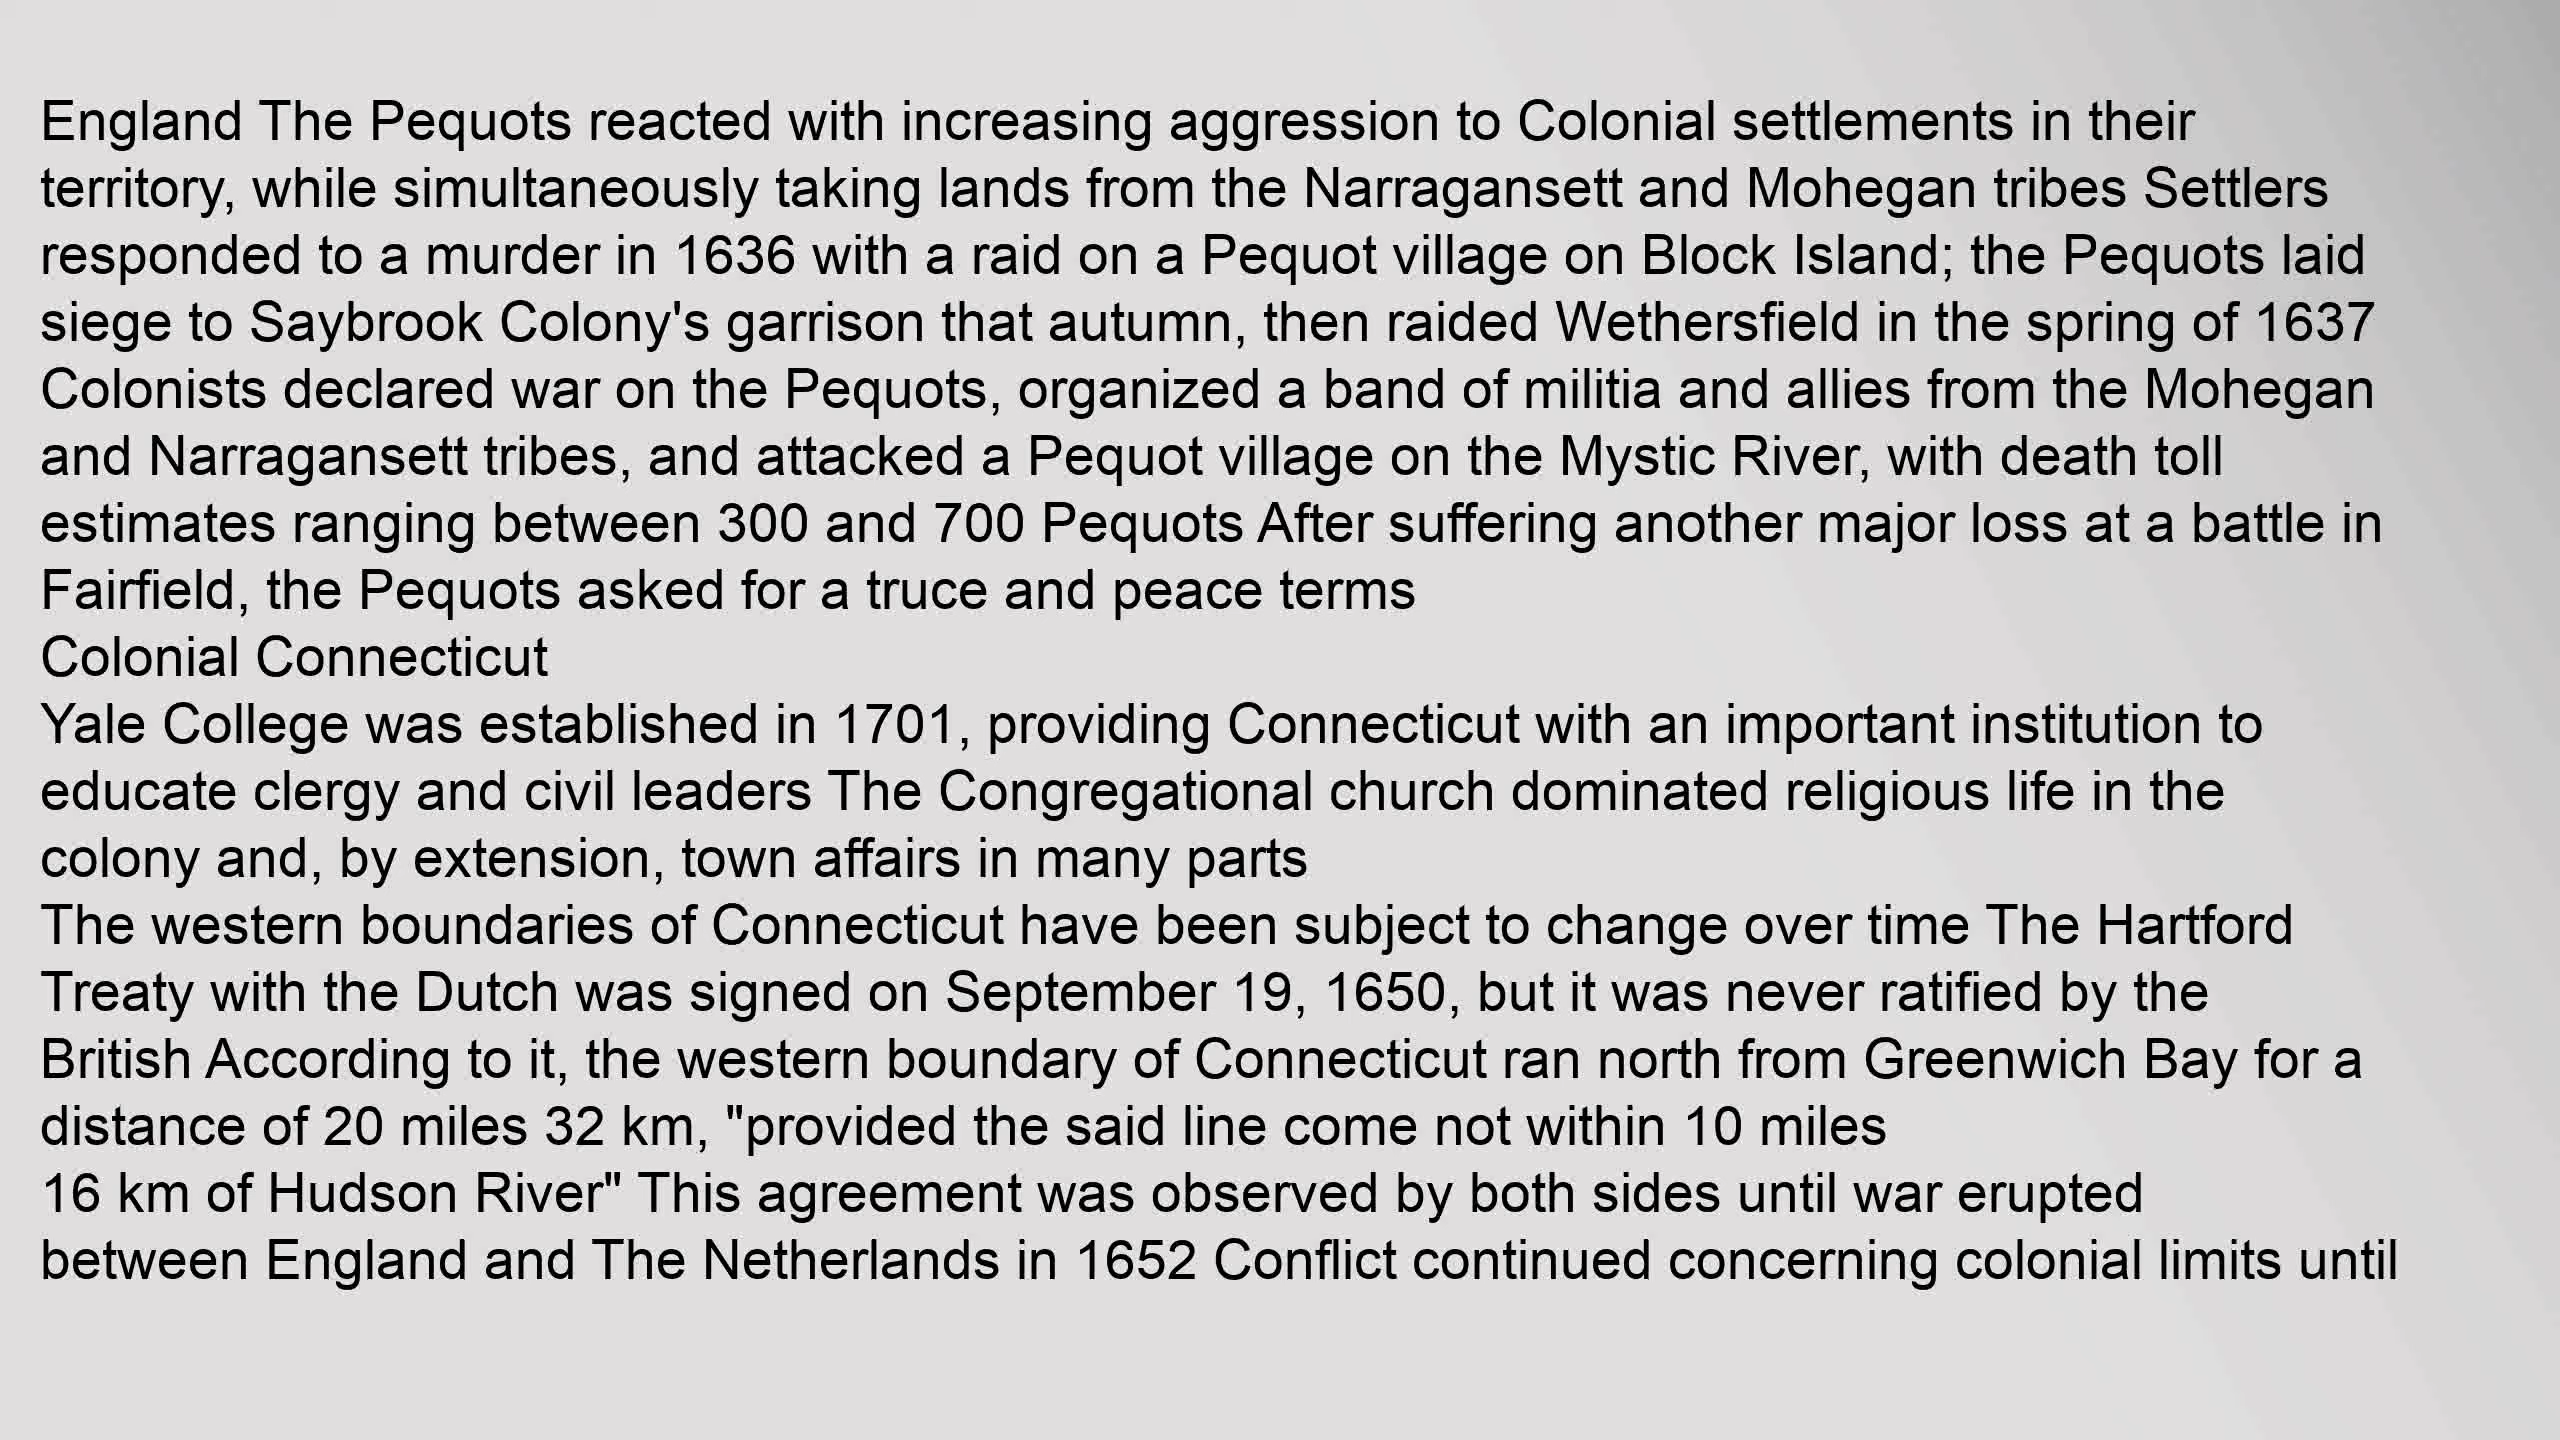 England The Pequots reacted with increasing aggression to Colonial settlements in their
territory, while simultaneously taking lands from the Narragansett and Mohegan tribes Settlers
responded to a murder in 1636 with a raid on a Pequot village on Block Island; the Pequots laid
siege to Saybrook Colony's garrison that autumn, then raided Wethersfield in the spring of 1637
Colonists declared war on the Pequots, organized a band of militia and allies from the Mohegan
and Narragansett tribes, and attacked a Pequot village on the Mystic River, with death toll
estimates ranging between 300 and 700 Pequots After suffering another major loss at a battle in
Fairfield, the Pequots asked for a truce and peace terms
Colonial Connecticut
Yale College was established in 1701, providing Connecticut with an important institution to
educate clergy and civil leaders The Congregational church dominated religious life in the
colony and, by extension, town affairs in many parts
The western boundaries of Connecticut have been subject to change over time The Hartford
Treaty with the Dutch was signed on September 19, 1650, but it was never ratified by the
British According to it, the western boundary of Connecticut ran north from Greenwich Bay for a
distance of 20 miles 32 km, "provided the said line come not within 10 miles
16 km of Hudson River" This agreement was observed by both sides until war erupted
between England and The Netherlands in 1652 Conflict continued concerning colonial limits until